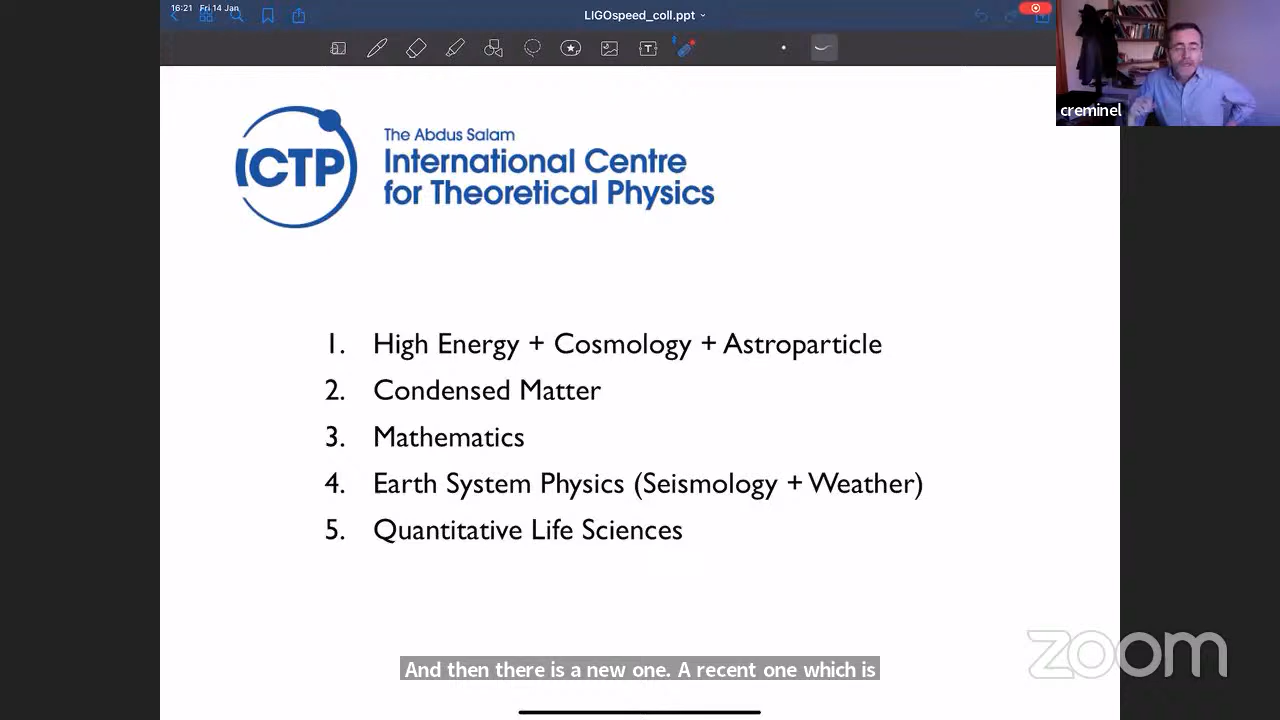 16:21 Fri 14 Jan
LIGOspeed_coll.ppt
T
creminel
ICTP
The Abdus Salam
International Centre
for Theoretical Physics
1. High Energy + Cosmology + Astroparticle
2. Condensed Matter
3. Mathematics
4. Earth System Physics (Seismology + Weather)
5. Quantitative Life Sciences
And then there is a new one. A recent one which is
zoom